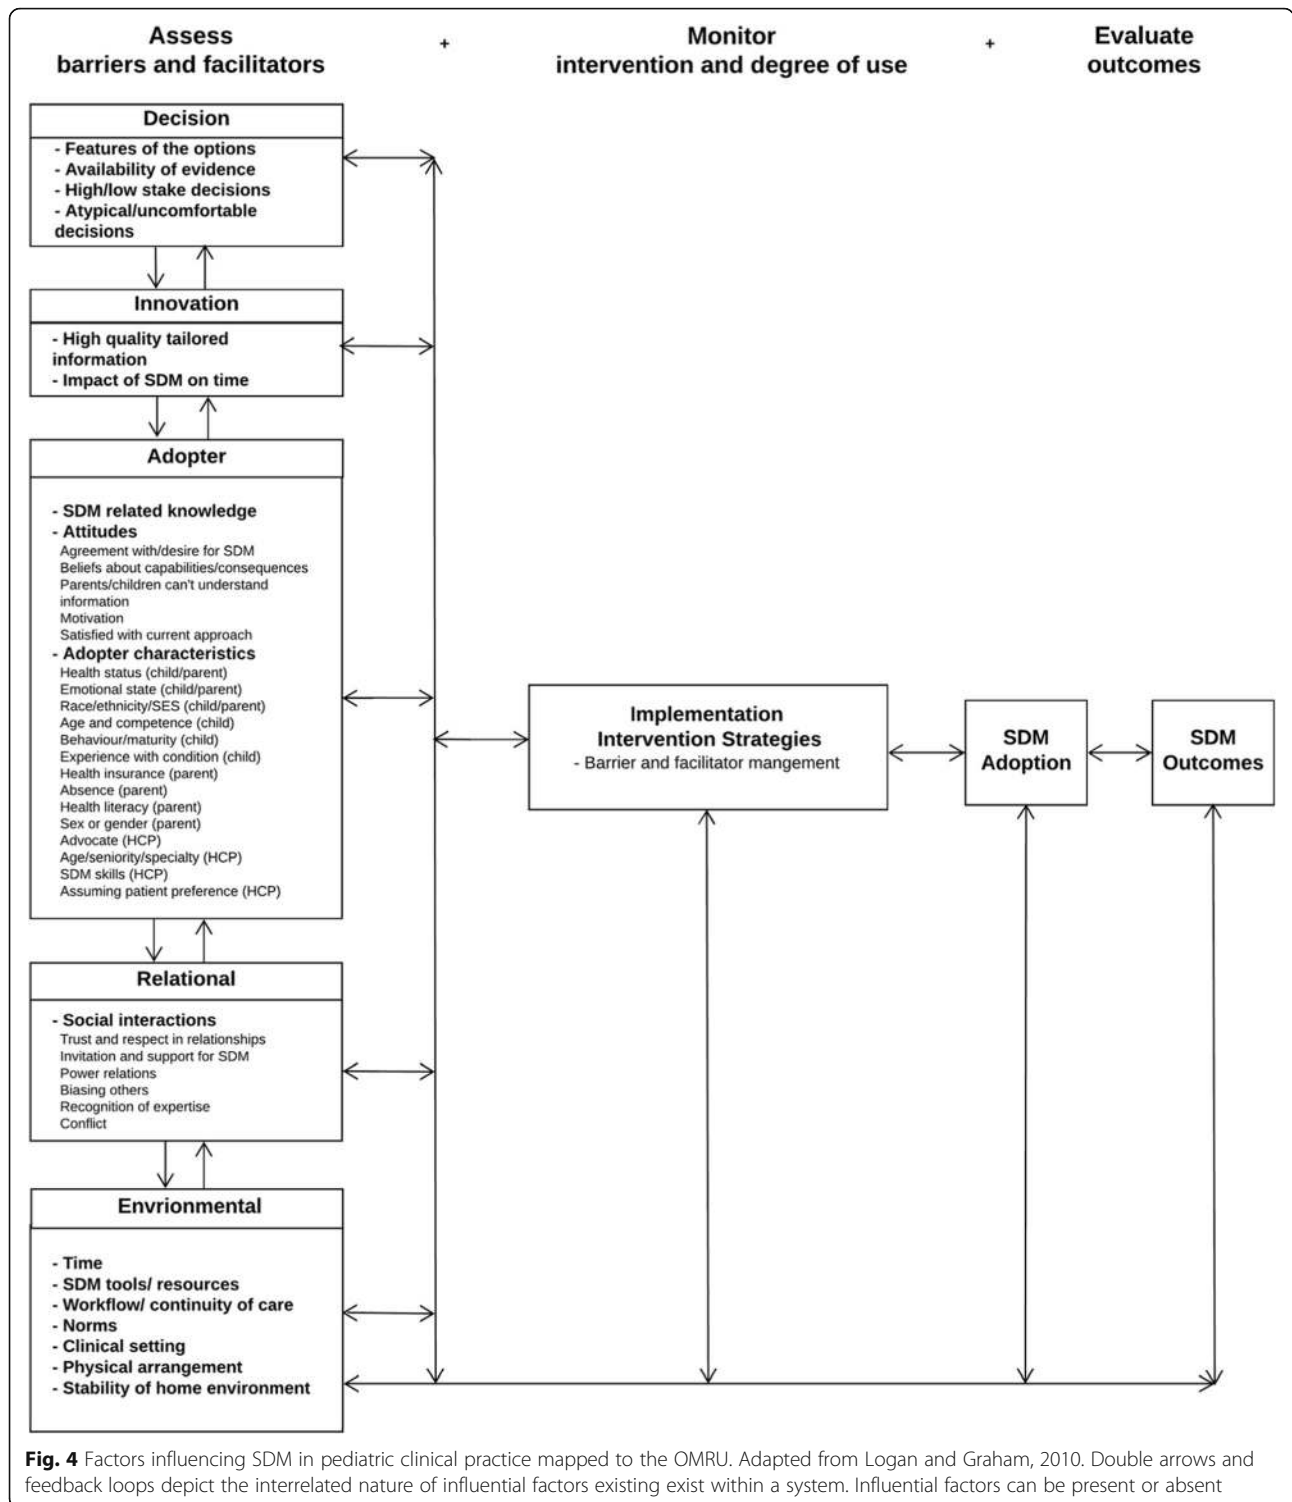 Assess
barriers and facilitators
+
Monitor
intervention and degree of use
+
Evaluate
outcomes
Decision
- Features of the options
- Availability of evidence
- High/low stake decisions
- Atypical/uncomfortable
decisions
Innovation
- High quality tailored
information
- Impact of SDM on time
Adopter
- SDM related knowledge
- Attitudes
Agreement with/desire for SDM
Beliefs about capabilities/consequences
Parents/children can't understand
information
Motivation
Satisfied with current approach
- Adopter characteristics
Health status (child/parent)
Emotional state (child/parent)
Race/ethnicity/SES (child/parent)
Age and competence (child)
Behaviour/maturity (child)
Experience with condition (child)
Health insurance (parent)
Absence (parent)
Health literacy (parent)
Sex or gender (parent)
Advocate (HCP)
Age/seniority/specialty (HCP)
SDM skills (HCP)
Assuming patient preference (HCP)
Relational
- Social interactions
Trust and respect in relationships
Invitation and support for SDM
Power relations
Biasing others
Recognition of expertise
Conflict
Envrionmental
- Time
- SDM tools/ resources
- Workflow/ continuity of care
- Norms
- Clinical setting
- Physical arrangement
- Stability of home environment
Implementation
Intervention Strategies
- Barrier and facilitator mangement
SDM
Adoption
SDM
Outcomes
Fig. 4 Factors influencing SDM in pediatric clinical practice mapped to the OMRU. Adapted from Logan and Graham, 2010. Double arrows and
feedback loops depict the interrelated nature of influential factors existing exist within a system. Influential factors can be present or absent